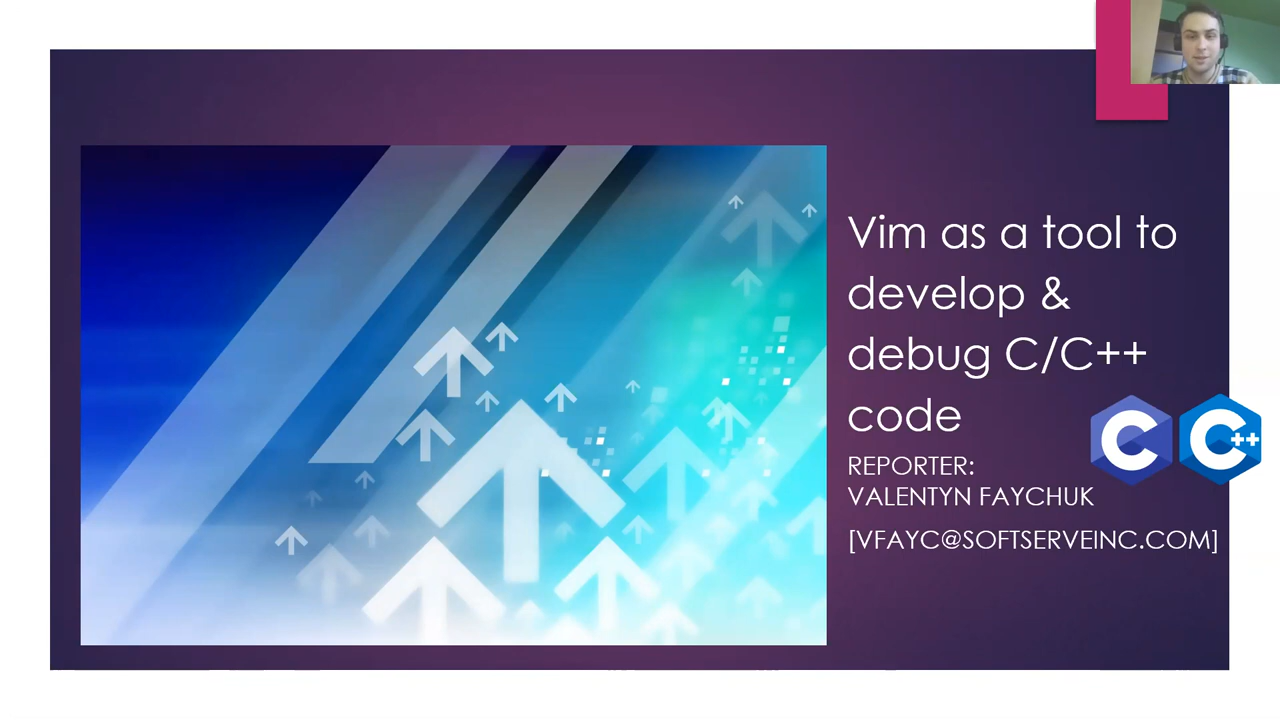 Vim as a tool to
develop &
debug C/C++
code
C C++
REPORTER:
VALENTYN FAYCHUK
[VFAYC@SOFTSERVEINC.COM]